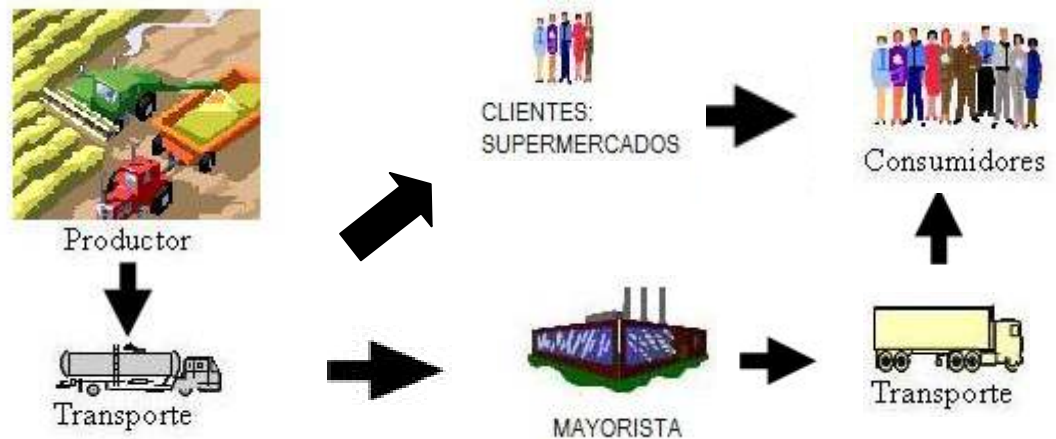 CLIENTES:
SUPERMERCADOS
Consumidores
Productor
Transporte
Transporte
MAYORISTA